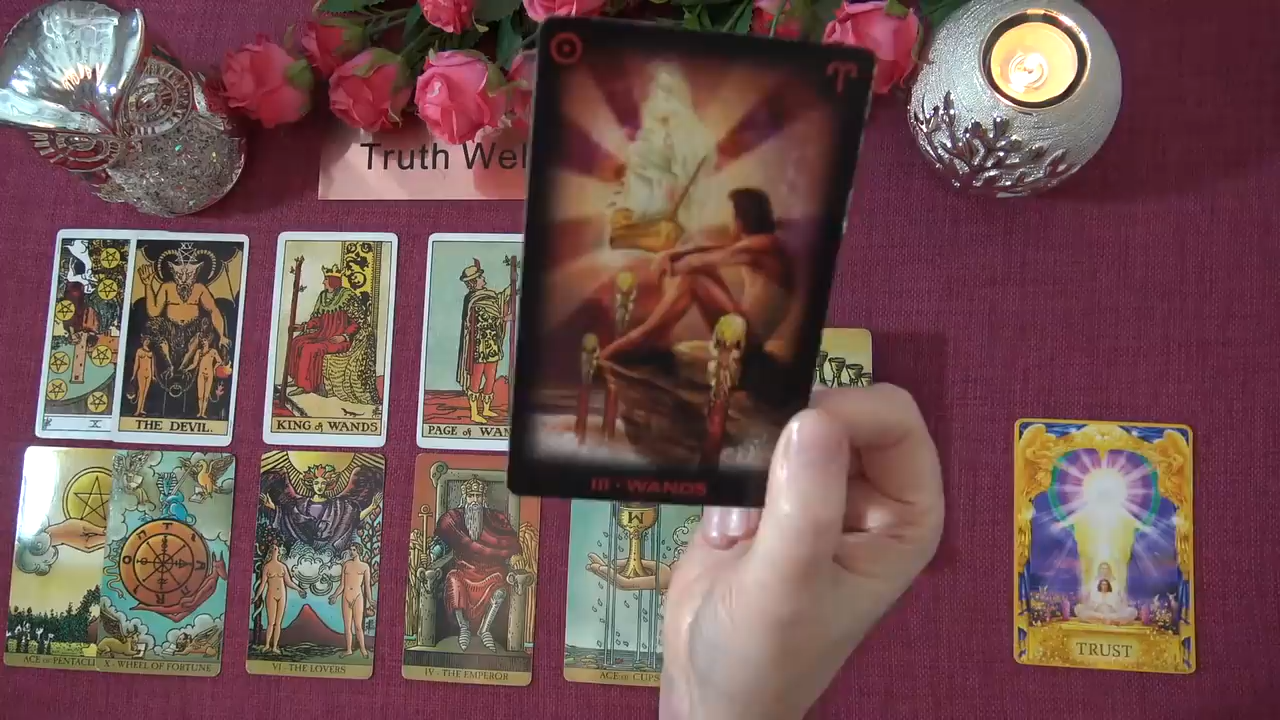 Truth Wel
III · WANDS
XV
THE DEVIL.
KING of WANDS
PAGE of WAN
X
TRUST
ACE OF PENTACL
X · WHEEL OF FORTUNE
VI · THE LOVERS
IV · THE EMPEROR
ACE OF CUPS